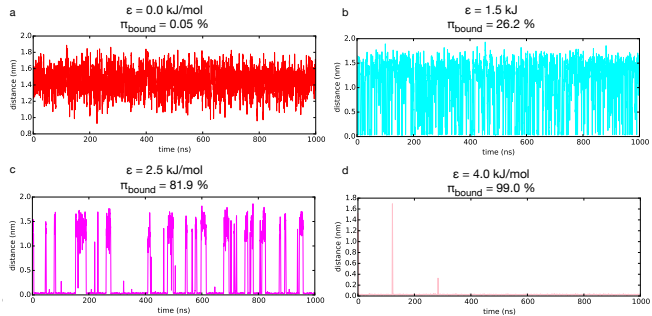 a
ε = 0.0 kJ/mol
πbound = 0.05 %
distance (nm)
2.0
1.8
1.6
1.4
1.2
1.0
0.8
0 200 400 600 800 1000
time (ns)
b
ε = 1.5 kJ
πbound = 26.2 %
distance (nm)
2.0
1.5
1.0
0.5
0.0
0 200 400 600 800 1000
time (ns)
c
ε = 2.5 kJ/mol
πbound = 81.9 %
distance (nm)
2.0
1.5
1.0
0.5
0.0
0 200 400 600 800 1000
time (ns)
d
ε = 4.0 kJ/mol
πbound = 99.0 %
distance (nm)
1.8
1.6
1.4
1.2
1.0
0.8
0.6
0.4
0.2
0.0
0 200 400 600 800 1000
time (ns)